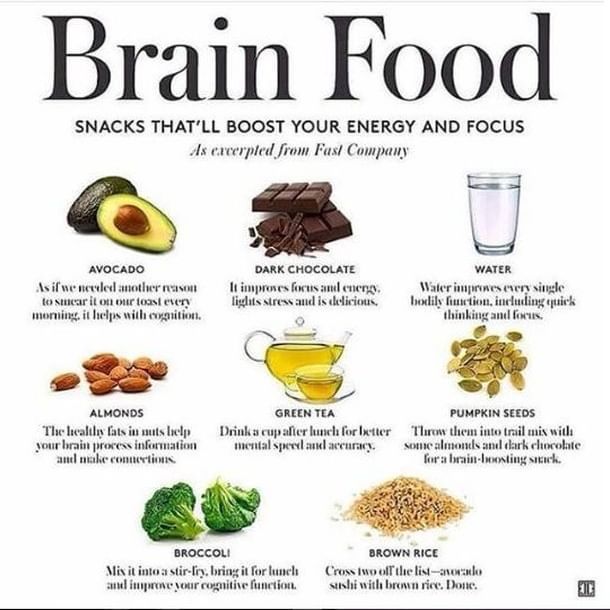 Brain Food
SNACKS THAT'LL BOOST YOUR ENERGY AND FOCUS
As excerpted from Fast Company
AVOCADO
As if we needed another reason
to smear it on our toast every
morning, it helps with cognition.
DARK CHOCOLATE
It improves focus and energy,
fights stress and is delicious.
WATER
Water improves every single
bodily function, including quick
thinking and focus.
ALMONDS
The healthy fats in nuts help
your brain process information
and make connections.
GREEN TEA
Drink a cup after lunch for better
mental speed and accuracy.
PUMPKIN SEEDS
Throw them into trail mix with
some almonds and dark chocolate
for a brain-boosting snack.
BROCCOLI
Mix it into a stir-fry, bring it for lunch
and improve your cognitive function.
BROWN RICE
Cross two off the list—avocado
sushi with brown rice. Done.